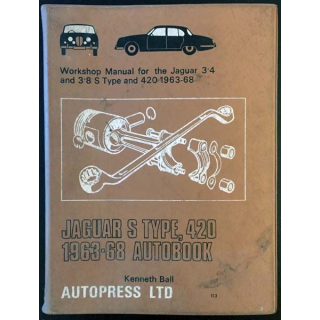 Workshop Manual for the Jaguar 3·4
and 3·8 S Type and 420·1963-68
JAGUAR S TYPE, 420
1963-68 AUTOBOOK
Kenneth Ball
AUTOPRESS LTD